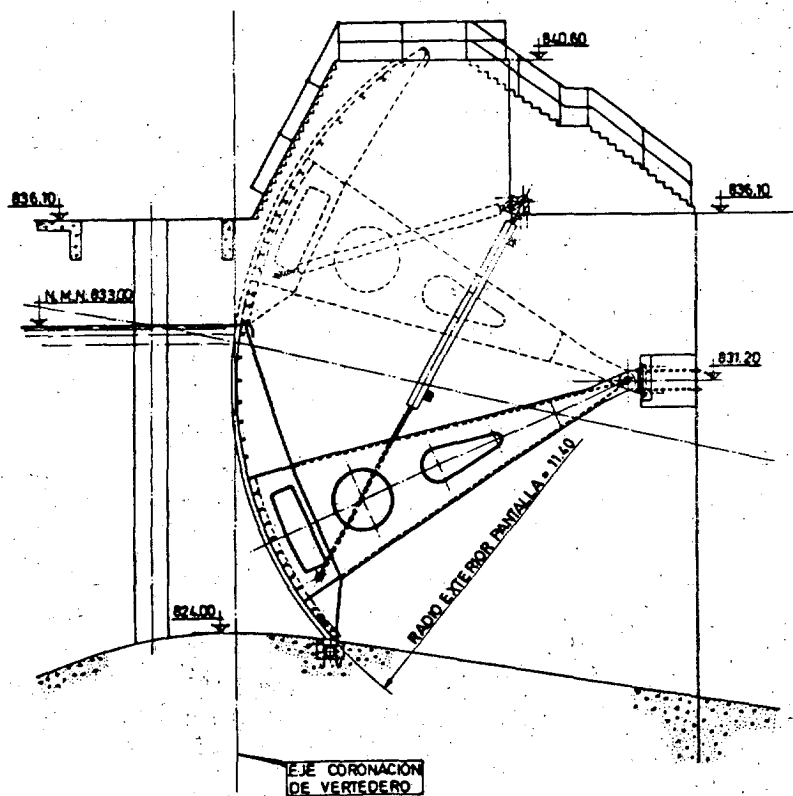 840.60
836.10
836.10
N.M.N. 833.00
831.20
RADIO EXTERIOR PANTALLA = 11.40
824.00
EJE CORONACION
DE VERTEDERO